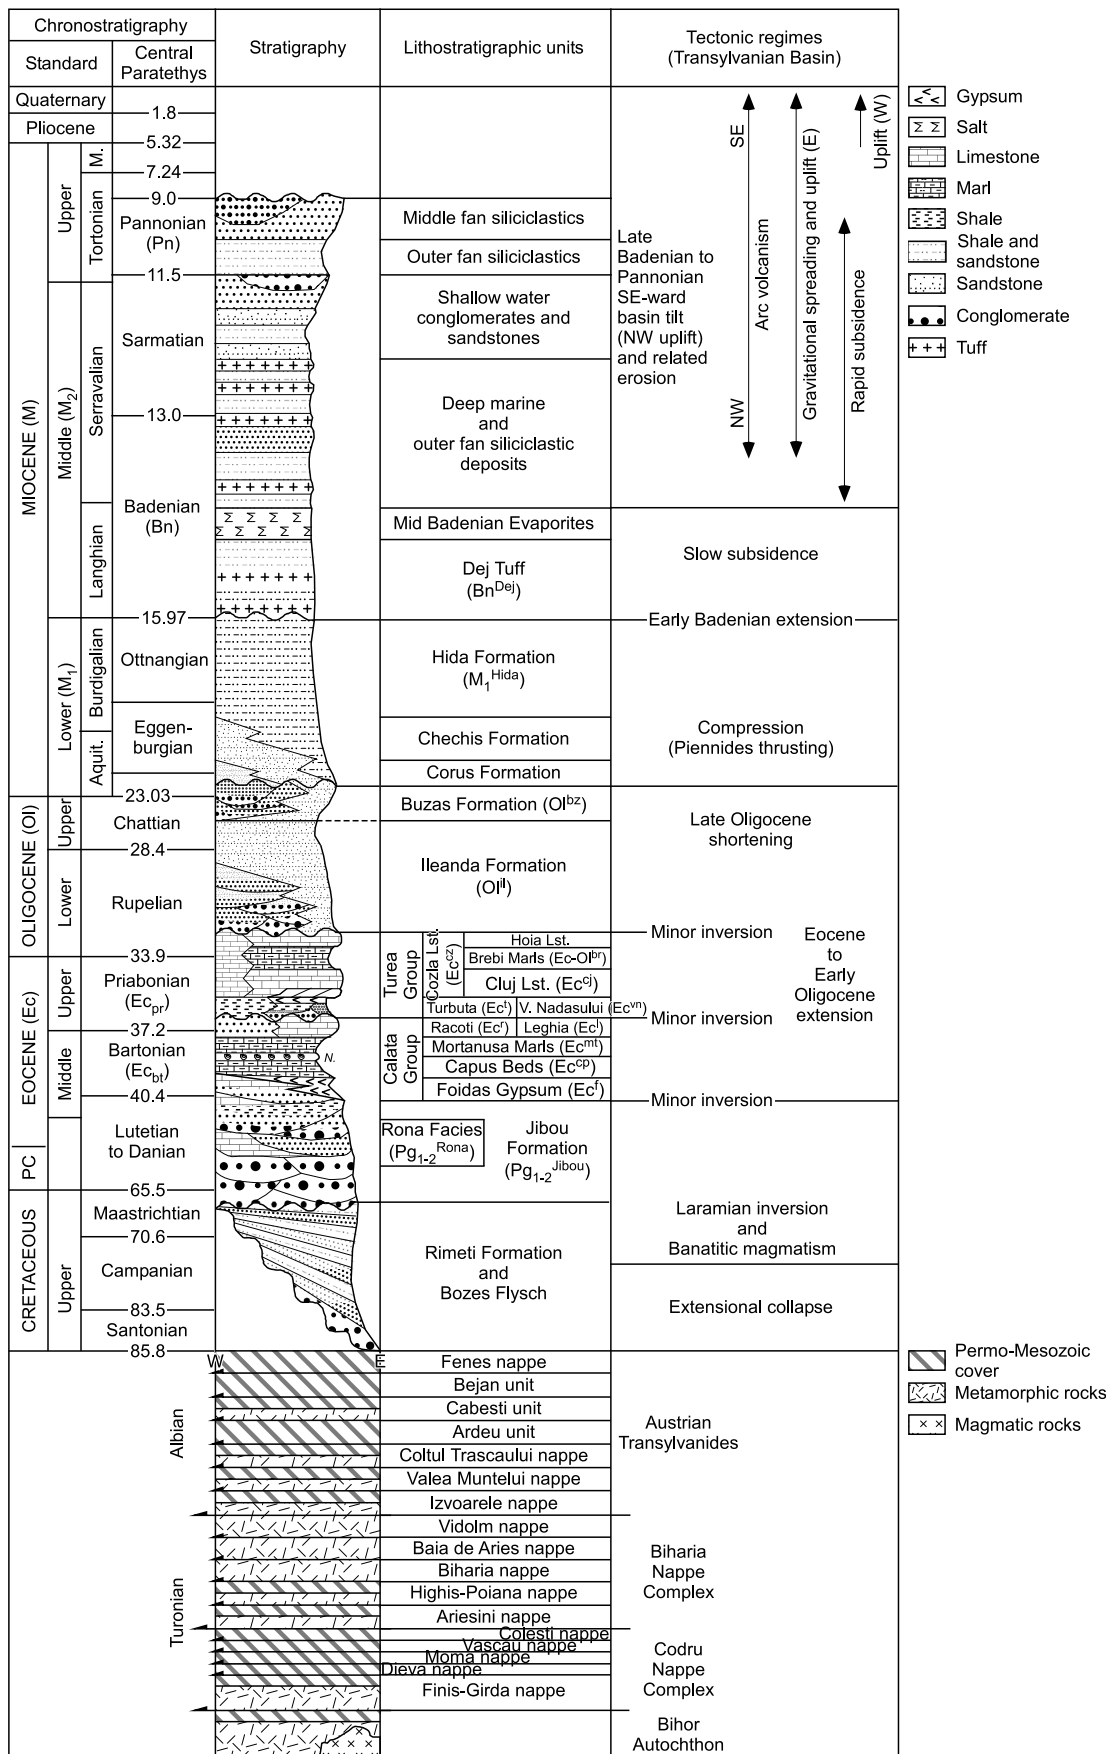 Chronostratigraphy
Standard
Central
Paratethys
Stratigraphy
Lithostratigraphic units
Tectonic regimes
(Transylvanian Basin)
Quaternary
Pliocene
1.8
5.32
7.24
9.0
11.5
13.0
15.97
23.03
28.4
33.9
37.2
40.4
65.5
70.6
83.5
85.8
MIOCENE (M)
Upper
Middle (M2)
Lower (M1)
M.
Tortonian
Serravalian
Langhian
Burdigalian
Aquit.
OLIGOCENE (Ol)
Upper
Lower
EOCENE (Ec)
Upper
Middle
PC
CRETACEOUS
Upper
Pannonian
(Pn)
Sarmatian
Badenian
(Bn)
Ottnangian
Eggen-
burgian
Chattian
Rupelian
Priabonian
(Ecpr)
Bartonian
(Ecbt)
Lutetian
to Danian
Maastrichtian
Campanian
Santonian
N.
W
E
Middle fan siliciclastics
Outer fan siliciclastics
Shallow water
conglomerates and
sandstones
Deep marine
and
outer fan siliciclastic
deposits
Mid Badenian Evaporites
Dej Tuff
(BnDej)
Hida Formation
(M1Hida)
Chechis Formation
Corus Formation
Buzas Formation (Olbz)
Ileanda Formation
(Olil)
Turea
Group
Cozla Lst.
(Eccz)
Hoia Lst.
Brebi Marls (Ec-Olbr)
Cluj Lst. (Eccj)
Turbuta (Ect)
V. Nadasului (Ecvn)
Calata
Group
Racoti (Ecr)
Leghia (Ecl)
Mortanusa Marls (Ecmt)
Capus Beds (Eccp)
Foidas Gypsum (Ecf)
Rona Facies
(Pg1-2Rona)
Jibou
Formation
(Pg1-2Jibou)
Rimeti Formation
and
Bozes Flysch
Late
Badenian to
Pannonian
SE-ward
basin tilt
(NW uplift)
and related
erosion
SE
NW
Arc volcanism
Gravitational spreading and uplift (E)
Rapid subsidence
Uplift (W)
Slow subsidence
Early Badenian extension
Compression
(Piennides thrusting)
Late Oligocene
shortening
Minor inversion
Eocene
to
Early
Oligocene
extension
Minor inversion
Minor inversion
Laramian inversion
and
Banatitic magmatism
Extensional collapse
Gypsum
Salt
Limestone
Marl
Shale
Shale and
sandstone
Sandstone
Conglomerate
Tuff
Albian
Turonian
Fenes nappe
Bejan unit
Cabesti unit
Ardeu unit
Coltul Trascaului nappe
Valea Muntelui nappe
Izvoarele nappe
Vidolm nappe
Baia de Aries nappe
Biharia nappe
Highis-Poiana nappe
Ariesini nappe
Colesti nappe
Vascau nappe
Moma nappe
Dieva nappe
Finis-Girda nappe
Austrian
Transylvanides
Biharia
Nappe
Complex
Codru
Nappe
Complex
Bihor
Autochthon
Permo-Mesozoic
cover
Metamorphic rocks
Magmatic rocks